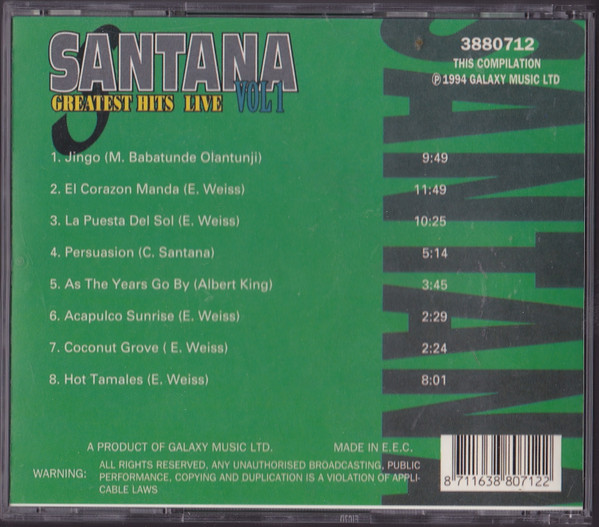 SANTANA
GREATEST HITS LIVE VOL 1
3880712
THIS COMPILATION
℗ 1994 GALAXY MUSIC LTD
1. Jingo (M. Babatunde Olantunji) 9:49
2. El Corazon Manda (E. Weiss) 11:49
3. La Puesta Del Sol (E. Weiss) 10:25
4. Persuasion (C. Santana) 5:14
5. As The Years Go By (Albert King) 3:45
6. Acapulco Sunrise (E. Weiss) 2:29
7. Coconut Grove ( E. Weiss) 2:24
8. Hot Tamales (E. Weiss) 8:01
SANTANA
A PRODUCT OF GALAXY MUSIC LTD. MADE IN E.E.C.
WARNING: ALL RIGHTS RESERVED, ANY UNAUTHORISED BROADCASTING, PUBLIC
PERFORMANCE, COPYING AND DUPLICATION IS A VIOLATION OF APPLI-
CABLE LAWS
8 711638 807122